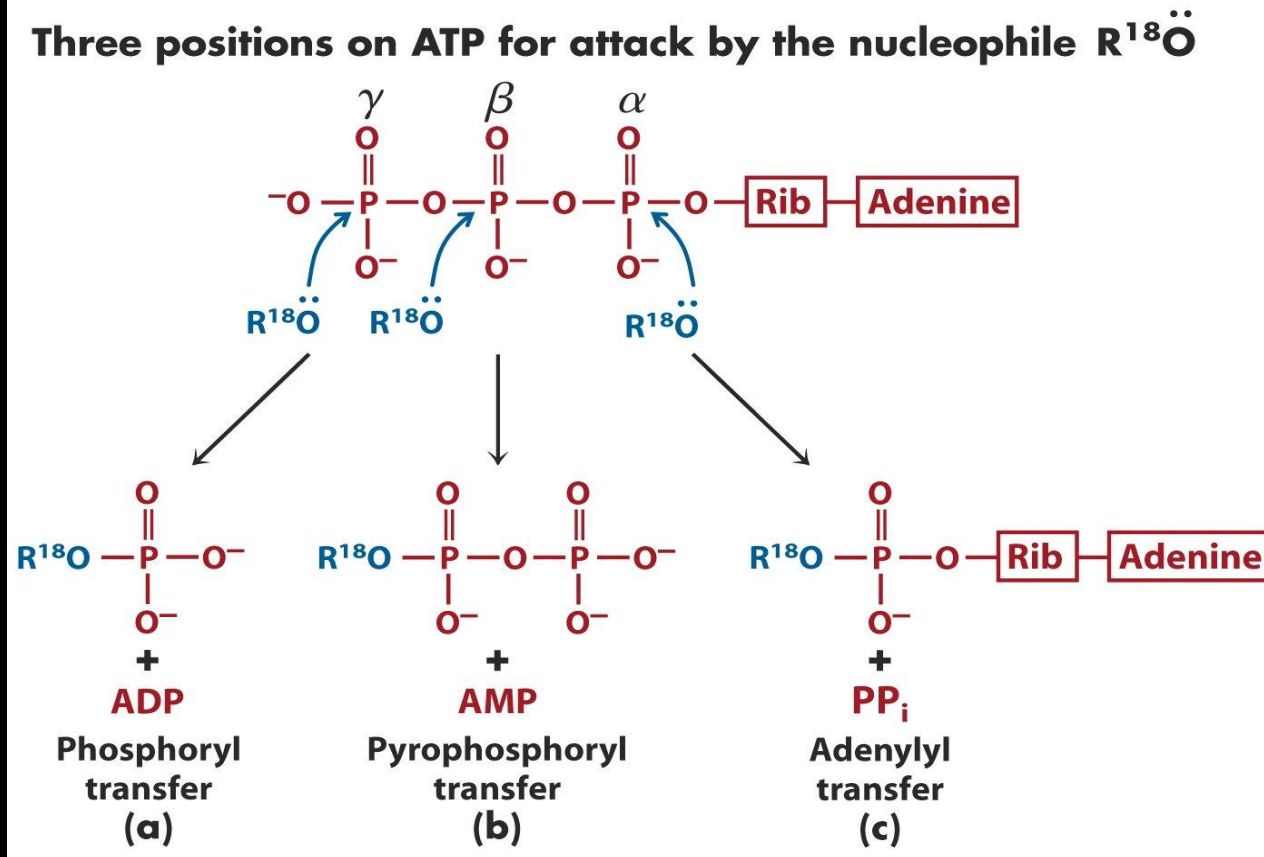 Three positions on ATP for attack by the nucleophile R¹⁸Ö
γ β α
O O O
⁻O — P — O — P — O — P — O — Rib — Adenine
O⁻ O⁻ O⁻
R¹⁸Ö R¹⁸Ö R¹⁸Ö
O O O O
R¹⁸O — P — O⁻ R¹⁸O — P — O — P — O⁻ R¹⁸O — P — O — Rib — Adenine
O⁻ O⁻ O⁻ O⁻
+ + +
ADP AMP PPᵢ
Phosphoryl Pyrophosphoryl Adenylyl
transfer transfer transfer
(a) (b) (c)